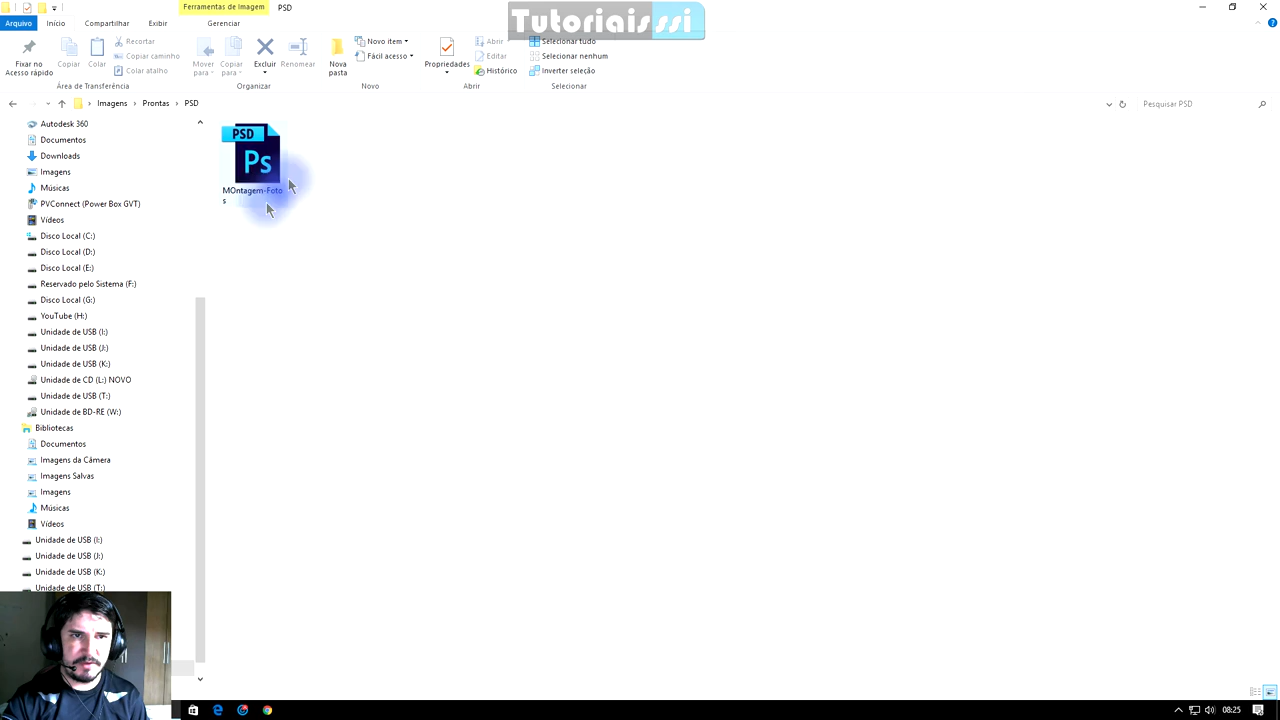 Ferramentas de Imagem
PSD
Tutoriaisssi
Arquivo
Início
Compartilhar
Exibir
Gerenciar
Fixar no
Acesso rápido
Copiar
Colar
Recortar
Copiar caminho
Colar atalho
Mover
para
Copiar
para
Excluir
Renomear
Nova
pasta
Novo item
Fácil acesso
Propriedades
Abrir
Editar
Histórico
Selecionar tudo
Selecionar nenhum
Inverter seleção
Área de Transferência
Organizar
Novo
Abrir
Selecionar
Imagens
Prontas
PSD
Pesquisar PSD
Autodesk 360
Documentos
Downloads
Imagens
Músicas
PVConnect (Power Box GVT)
Vídeos
Disco Local (C:)
Disco Local (D:)
Disco Local (E:)
Reservado pelo Sistema (F:)
Disco Local (G:)
YouTube (H:)
Unidade de USB (I:)
Unidade de USB (J:)
Unidade de USB (K:)
Unidade de CD (L:) NOVO
Unidade de USB (T:)
Unidade de BD-RE (W:)
Bibliotecas
Documentos
Imagens da Câmera
Imagens Salvas
Imagens
Músicas
Vídeos
Unidade de USB (I:)
Unidade de USB (J:)
Unidade de USB (K:)
Unidade de USB (T:)
PSD
Ps
MOntagem-Foto
s
08:25